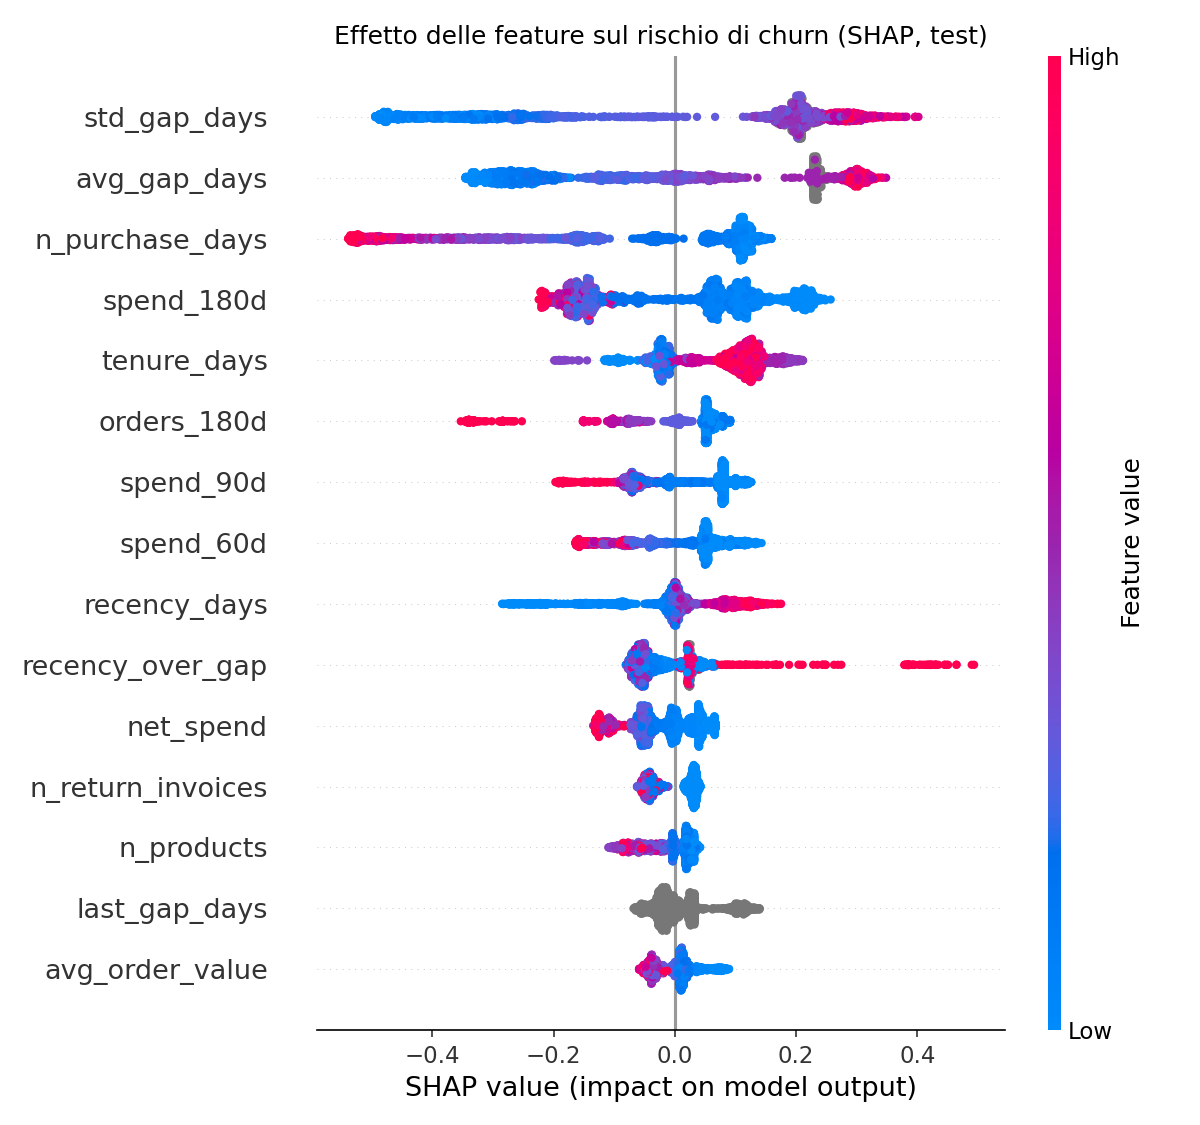 Effetto delle feature sul rischio di churn (SHAP, test)
High
std_gap_days
avg_gap_days
n_purchase_days
spend_180d
tenure_days
orders_180d
spend_90d
spend_60d
recency_days
recency_over_gap
net_spend
n_return_invoices
n_products
last_gap_days
avg_order_value
Feature value
Low
−0.4 −0.2 0.0 0.2 0.4
SHAP value (impact on model output)